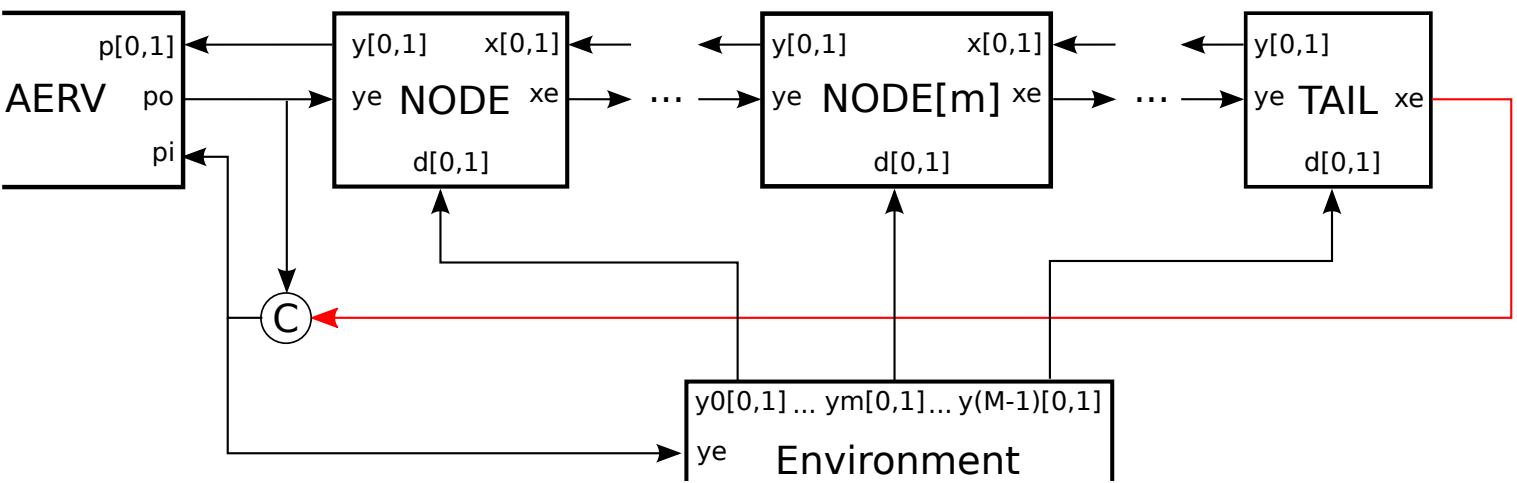 p[0,1] y[0,1] x[0,1] y[0,1] x[0,1] y[0,1]
AERV po ye NODE xe ... ye NODE[m] xe ... ye TAIL xe
pi d[0,1] d[0,1] d[0,1]
C
y0[0,1] ... ym[0,1] ... y(M-1)[0,1]
ye Environment